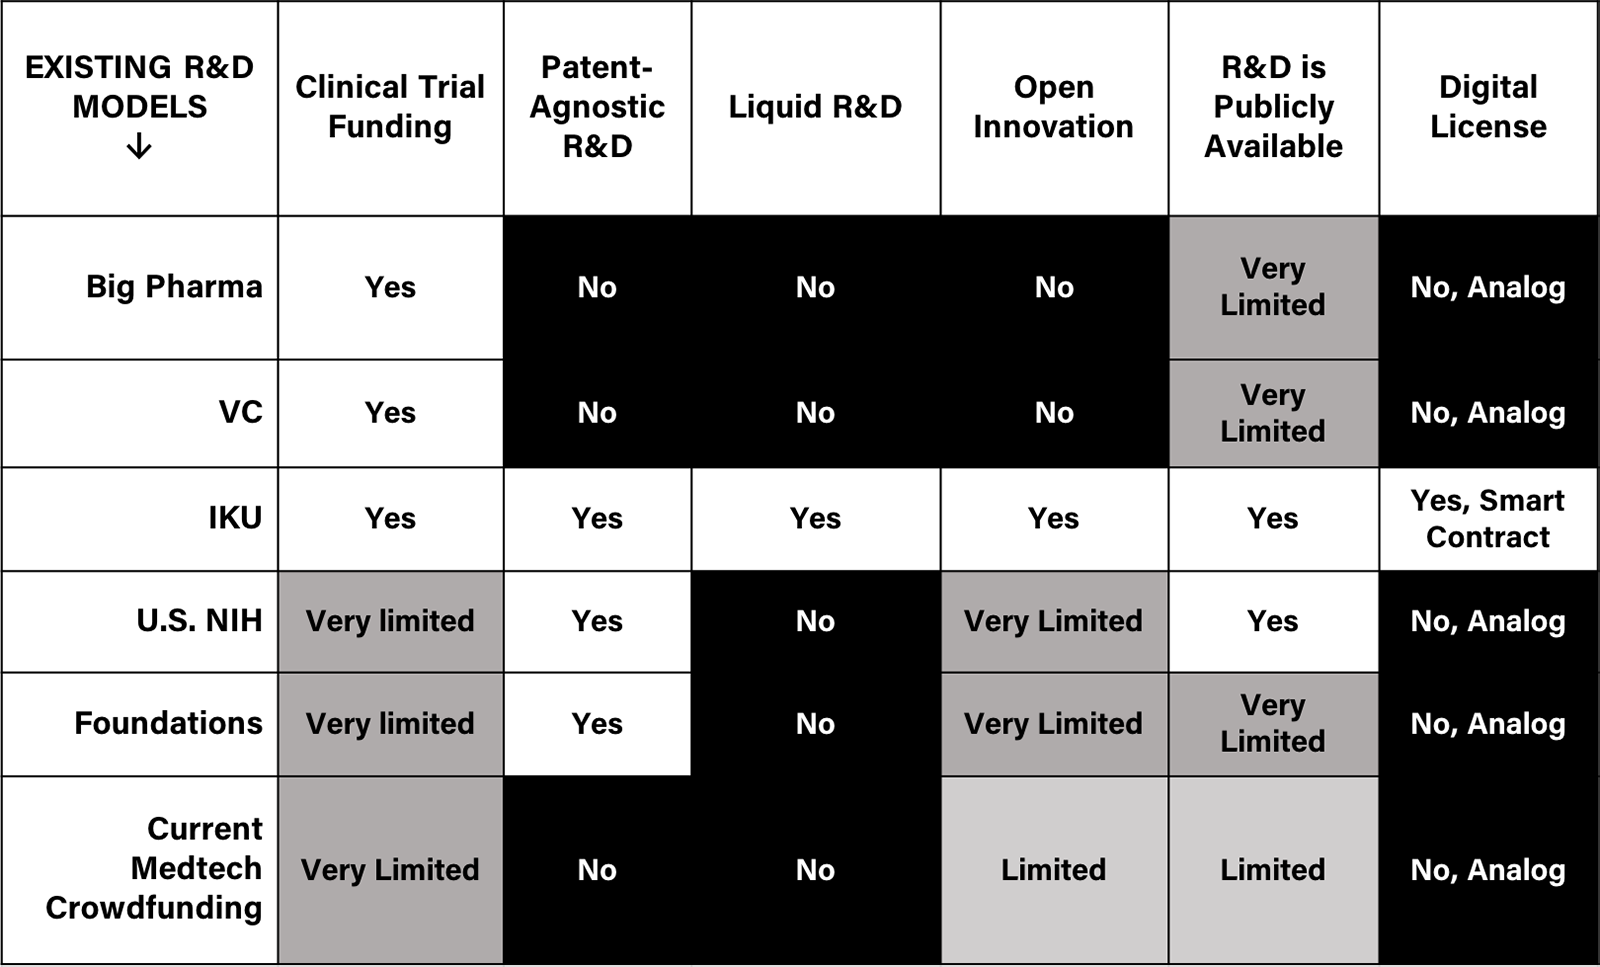 EXISTING R&D
MODELS
↓
Clinical Trial
Funding
Patent-
Agnostic
R&D
Liquid R&D
Open
Innovation
R&D is
Publicly
Available
Digital
License
Big Pharma
Yes
No
No
No
Very
Limited
No, Analog
VC
Yes
No
No
No
Very
Limited
No, Analog
IKU
Yes
Yes
Yes
Yes
Yes
Yes, Smart
Contract
U.S. NIH
Very limited
Yes
No
Very Limited
Yes
No, Analog
Foundations
Very limited
Yes
No
Very Limited
Very
Limited
No, Analog
Current
Medtech
Crowdfunding
Very Limited
No
No
Limited
Limited
No, Analog